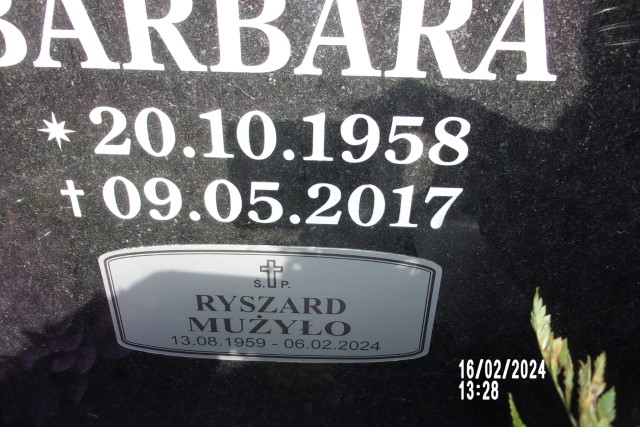 BARBARA
20.10.1958
09.05.2017
Ś. P.
RYSZARD
MUŻYŁO
13.08.1959 - 06.02.2024
16/02/2024
13:28